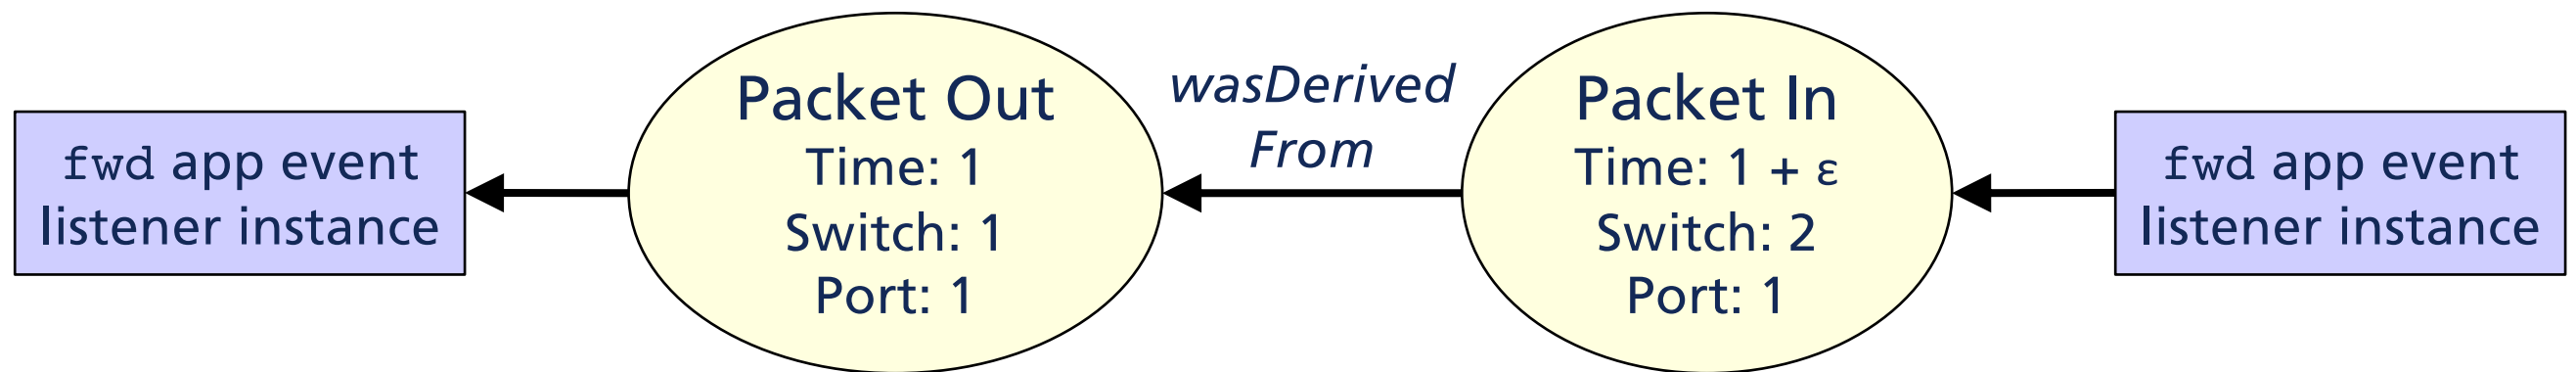 fwd app event
listener instance
Packet Out
Time: 1
Switch: 1
Port: 1
wasDerived
From
Packet In
Time: 1 + ε
Switch: 2
Port: 1
fwd app event
listener instance